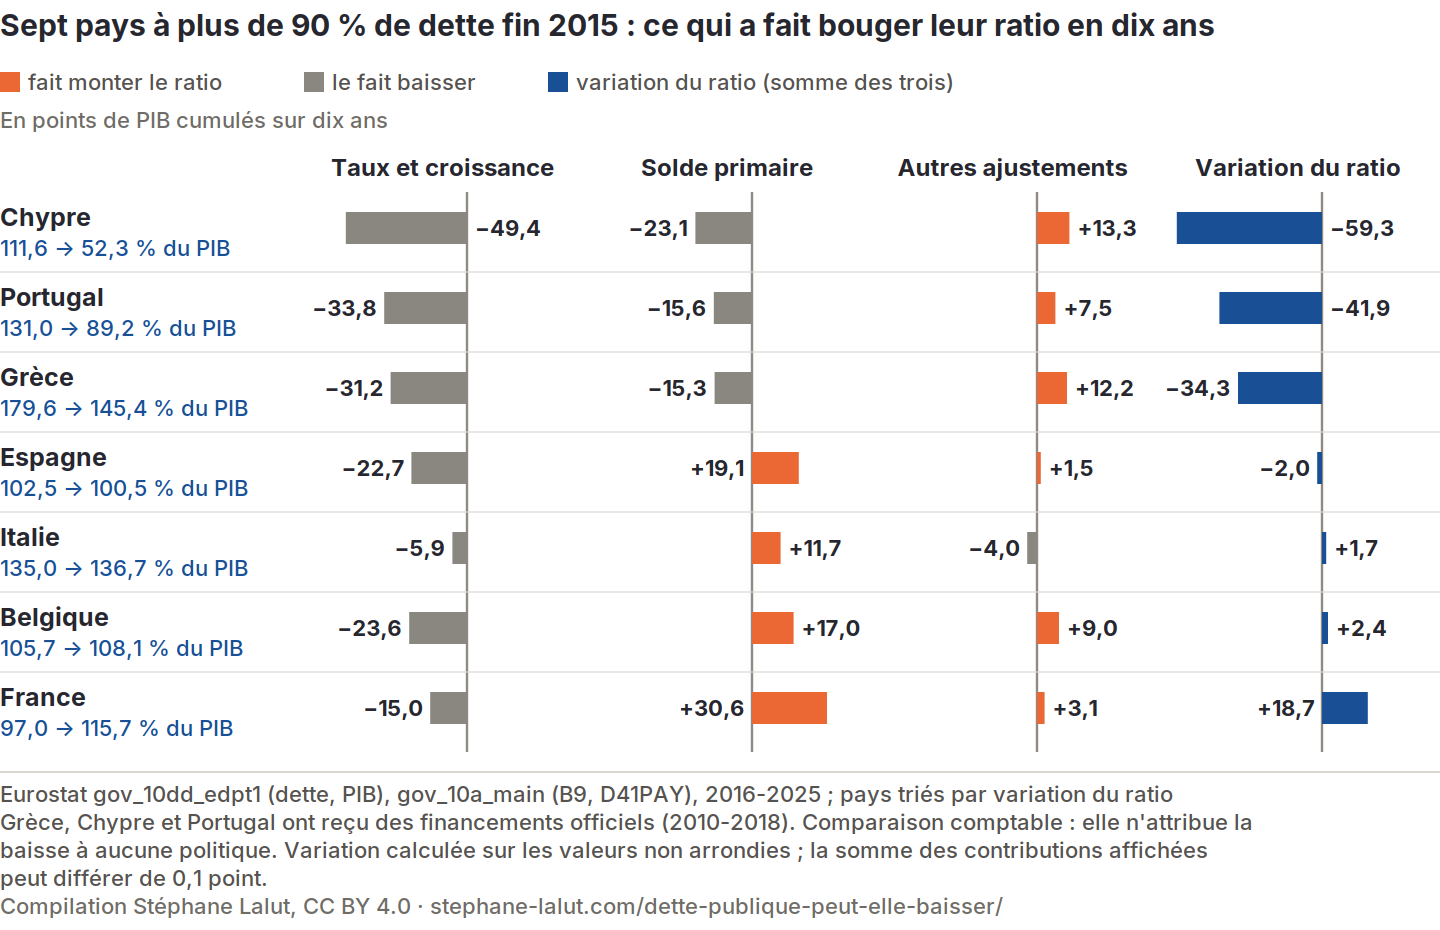 Sept pays à plus de 90 % de dette fin 2015 : ce qui a fait bouger leur ratio en dix ans
fait monter le ratio le fait baisser variation du ratio (somme des trois)
En points de PIB cumulés sur dix ans
Taux et croissance Solde primaire Autres ajustements Variation du ratio
Chypre
−49,4 −23,1 +13,3 −59,3
111,6 → 52,3 % du PIB
Portugal
−33,8 −15,6 +7,5 −41,9
131,0 → 89,2 % du PIB
Grèce
−31,2 −15,3 +12,2 −34,3
179,6 → 145,4 % du PIB
Espagne
−22,7 +19,1 +1,5 −2,0
102,5 → 100,5 % du PIB
Italie
−5,9 +11,7 −4,0 +1,7
135,0 → 136,7 % du PIB
Belgique
−23,6 +17,0 +9,0 +2,4
105,7 → 108,1 % du PIB
France
−15,0 +30,6 +3,1 +18,7
97,0 → 115,7 % du PIB
Eurostat gov_10dd_edpt1 (dette, PIB), gov_10a_main (B9, D41PAY), 2016-2025 ; pays triés par variation du ratio
Grèce, Chypre et Portugal ont reçu des financements officiels (2010-2018). Comparaison comptable : elle n'attribue la
baisse à aucune politique. Variation calculée sur les valeurs non arrondies ; la somme des contributions affichées
peut différer de 0,1 point.
Compilation Stéphane Lalut, CC BY 4.0 · stephane-lalut.com/dette-publique-peut-elle-baisser/